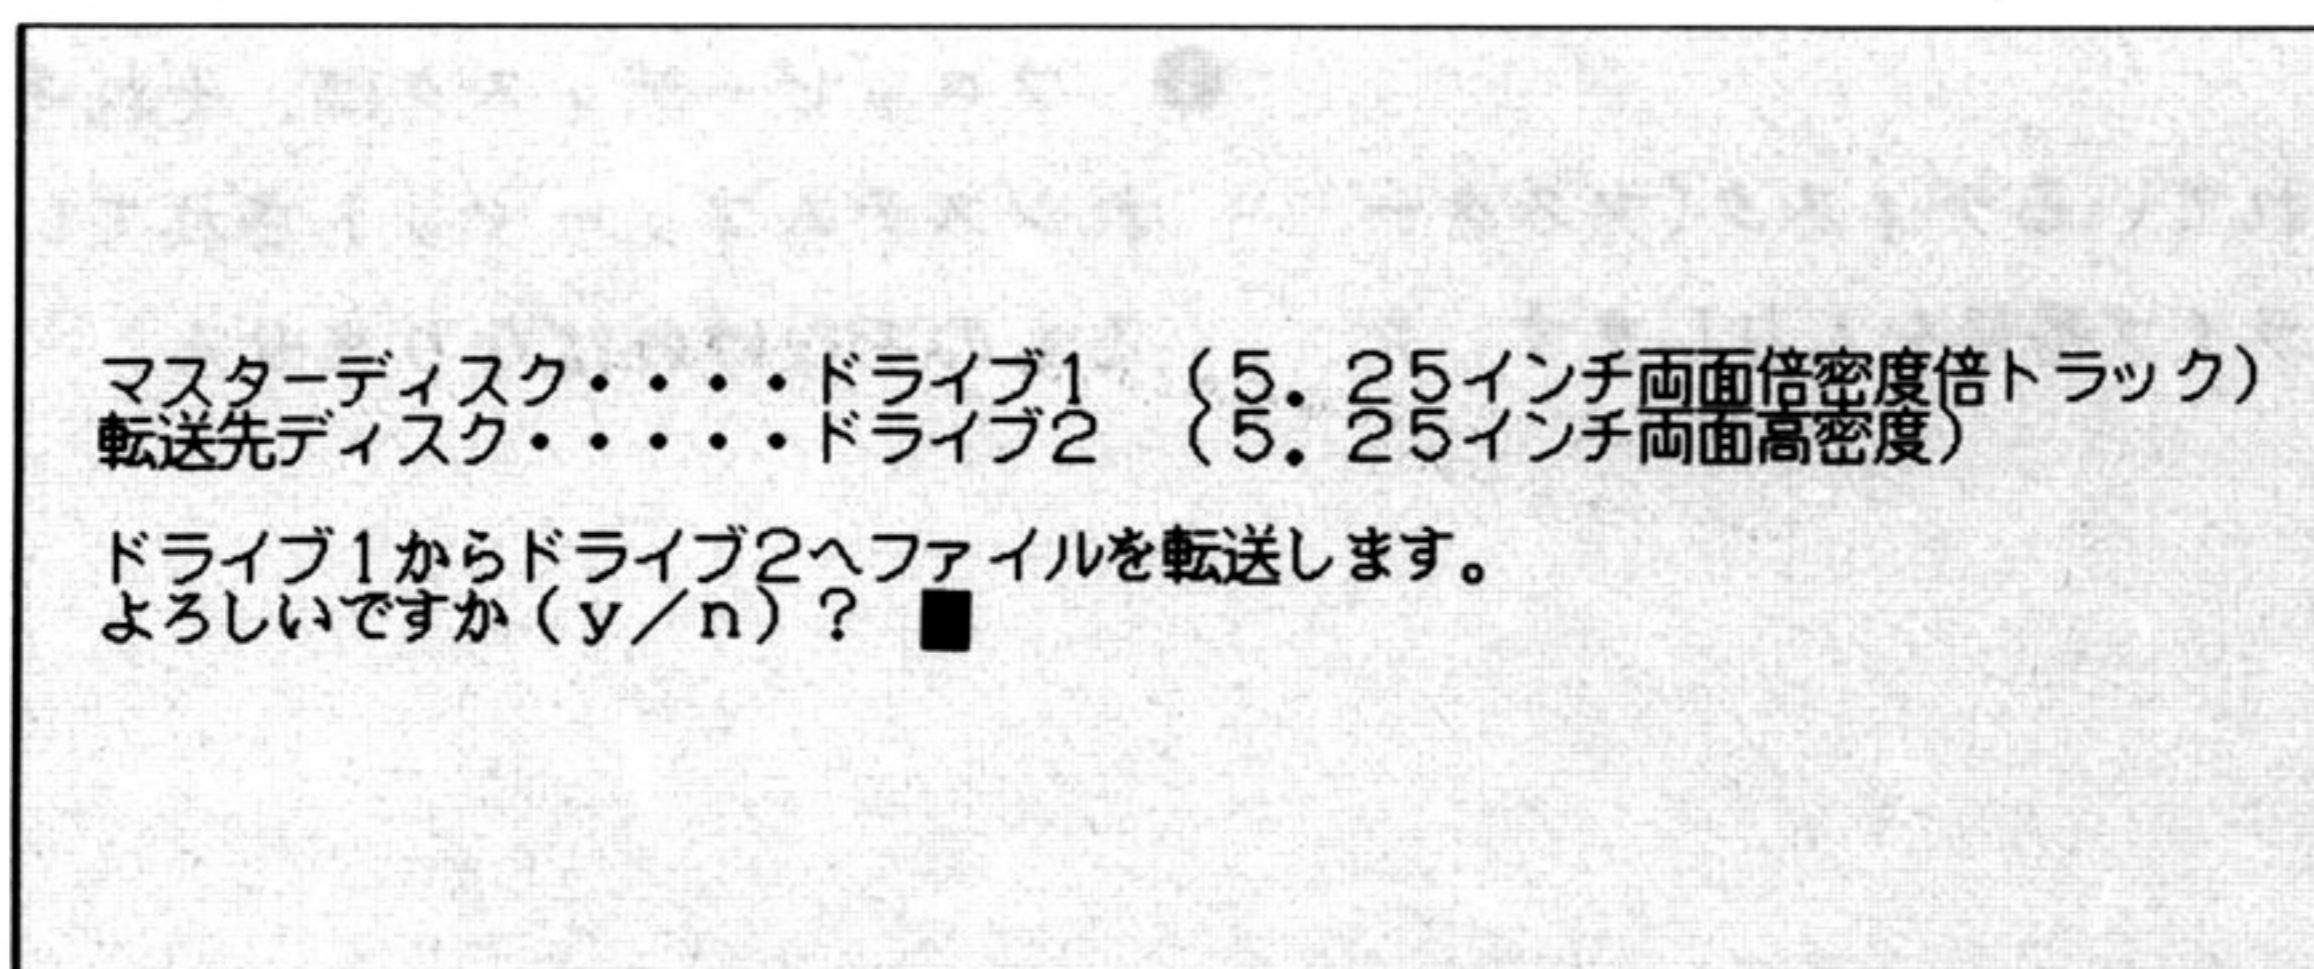 マスターディスク・・・・ドライブ1　(5．25インチ両面倍密度倍トラック)
転送先ディスク・・・・・ドライブ2　(5．25インチ両面高密度)
ドライブ1からドライブ2へファイルを転送します。
よろしいですか(y／n)？ ■